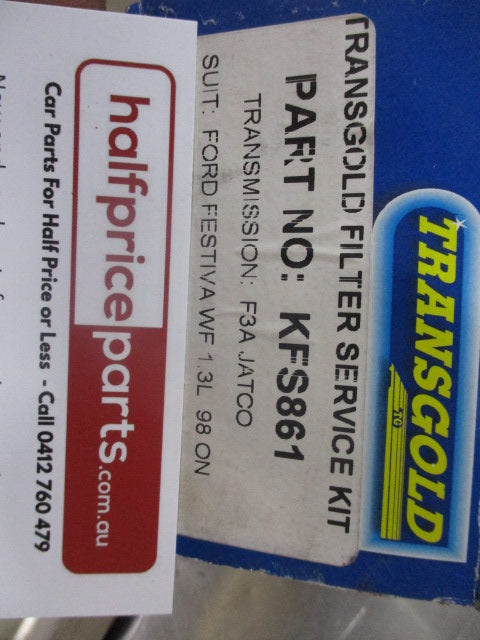 TRANSGOLD
TG
TRANSGOLD FILTER SERVICE KIT
PART NO: KFS861
TRANSMISSION: F3A JATCO
SUIT: FORD FESTIVA WF 1.3L 98 ON
halfpriceparts.com.au
Car Parts For Half Price or Less - Call 0412 760 479